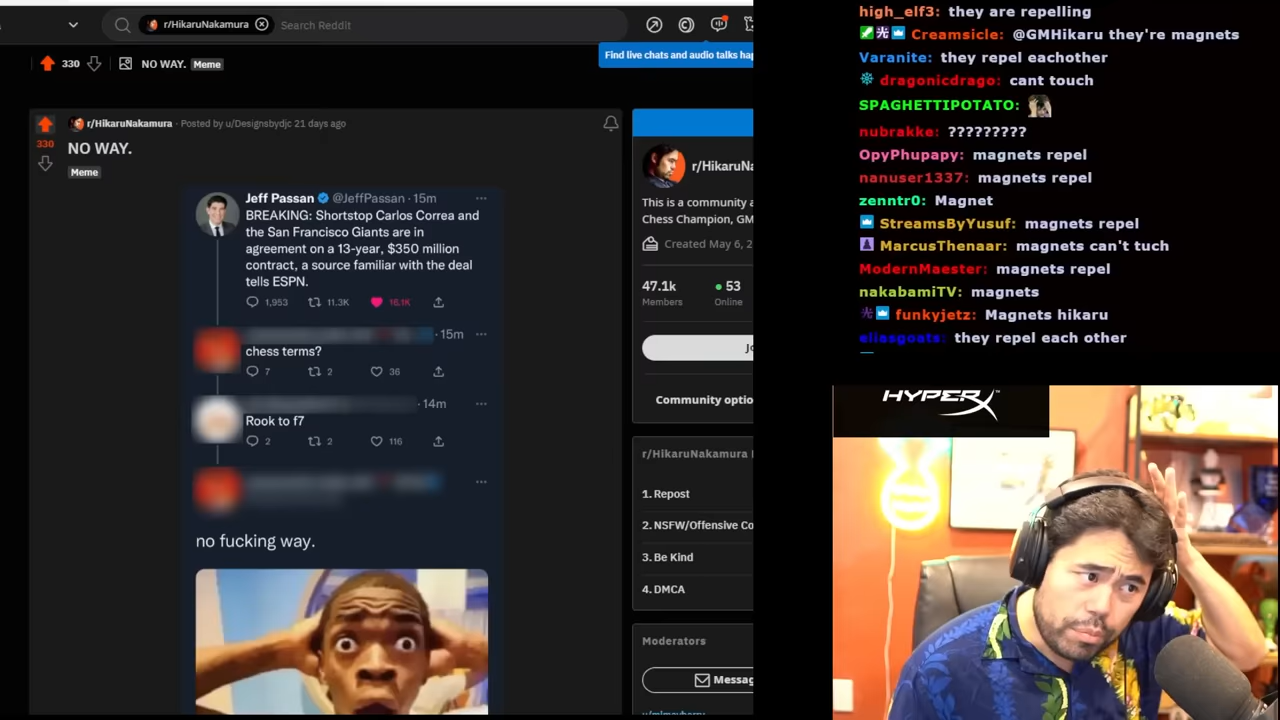 r/HikaruNakamura
Search Reddit
Find live chats and audio talks hap
330
NO WAY.
Meme
r/HikaruNakamura · Posted by u/Designsbydjc 21 days ago
330
NO WAY.
Meme
Jeff Passan @JeffPassan · 15m
BREAKING: Shortstop Carlos Correa and
the San Francisco Giants are in
agreement on a 13-year, $350 million
contract, a source familiar with the deal
tells ESPN.
1,953 11.3K 16.1K
· 15m
chess terms?
7 2 36
· 14m
Rook to f7
2 2 116
no fucking way.
r/HikaruNa
This is a community a
Chess Champion, GM
Created May 6, 2
47.1k
53
Members
Online
Jo
Community optio
r/HikaruNakamura
1. Repost
2. NSFW/Offensive Co
3. Be Kind
4. DMCA
Moderators
Messag
high_elf3: they are repelling
Creamsicle: @GMHikaru they're magnets
Varanite: they repel eachother
dragonicdrago: cant touch
SPAGHETTIPOTATO:
nubrakke: ?????????
OpyPhupapy: magnets repel
nanuser1337: magnets repel
zenntr0: Magnet
StreamsByYusuf: magnets repel
MarcusThenaar: magnets can't tuch
ModernMaester: magnets repel
nakabamiTV: magnets
funkyjetz: Magnets hikaru
eliasgoats: they repel each other
HYPERX